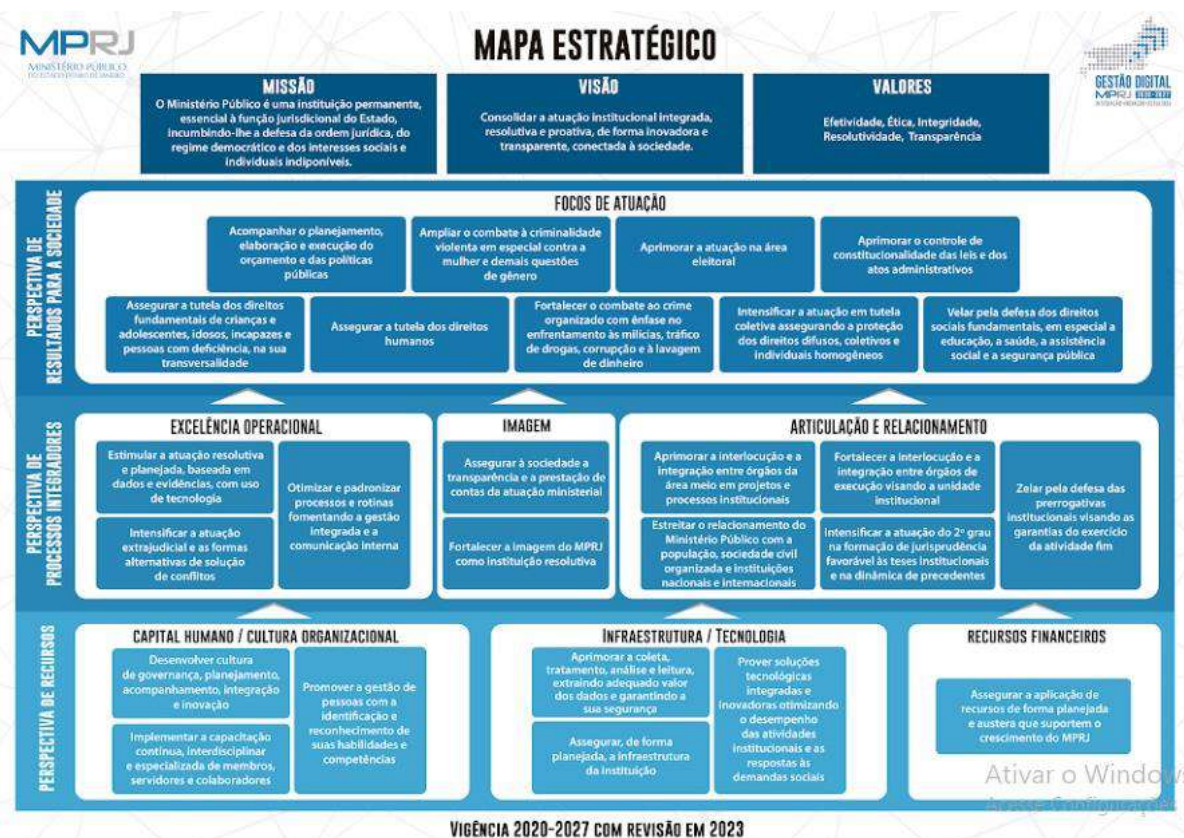 MPRJ
MINISTÉRIO PÚBLICO
DO ESTADO DO RIO DE JANEIRO
MAPA ESTRATÉGICO
GESTÃO DIGITAL
MPRJ 2020-2027
MISSÃO
O Ministério Público é uma instituição permanente,
essencial à função jurisdicional do Estado,
incumbindo-lhe a defesa da ordem jurídica, do
regime democrático e dos interesses sociais e
individuais indiponíveis.
VISÃO
Consolidar a atuação institucional integrada,
resolutiva e proativa, de forma inovadora e
transparente, conectada à sociedade.
VALORES
Efetividade, Ética, Integridade,
Resolutividade, Transparência
PERSPECTIVA DE
RESULTADOS PARA A SOCIEDADE
FOCOS DE ATUAÇÃO
Acompanhar o planejamento,
elaboração e execução do
orçamento e das políticas
públicas
Ampliar o combate à criminalidade
violenta em especial contra a
mulher e demais questões
de gênero
Aprimorar a atuação na área
eleitoral
Aprimorar o controle de
constitucionalidade das leis e dos
atos administrativos
Assegurar a tutela dos direitos
fundamentais de crianças e
adolescentes, idosos, incapazes e
pessoas com deficiência, na sua
transversalidade
Assegurar a tutela dos direitos
humanos
Fortalecer o combate ao crime
organizado com ênfase no
enfrentamento às milícias, tráfico
de drogas, corrupção e à lavagem
de dinheiro
Intensificar a atuação em tutela
coletiva assegurando a proteção
dos direitos difusos, coletivos e
individuais homogêneos
Velar pela defesa dos direitos
sociais fundamentais, em especial a
educação, a saúde, a assistência
social e a segurança pública
PERSPECTIVA DE
PROCESSOS INTEGRADORES
EXCELÊNCIA OPERACIONAL
Estimular a atuação resolutiva
e planejada, baseada em
dados e evidências, com uso
de tecnologia
Intensificar a atuação
extrajudicial e as formas
alternativas de solução
de conflitos
Otimizar e padronizar
processos e rotinas
fomentando a gestão
integrada e a
comunicação interna
IMAGEM
Assegurar à sociedade a
transparência e a prestação de
contas da atuação ministerial
Fortalecer a imagem do MPRJ
como instituição resolutiva
ARTICULAÇÃO E RELACIONAMENTO
Aprimorar a interlocução e a
integração entre órgãos da
área meio em projetos e
processos institucionais
Estreitar o relacionamento do
Ministério Público com a
população, sociedade civil
organizada e instituições
nacionais e internacionais
Fortalecer a interlocução e a
integração entre órgãos de
execução visando a unidade
institucional
Intensificar a atuação do 2º grau
na formação de jurisprudência
favorável às teses institucionais
e na dinâmica de precedentes
Zelar pela defesa das
prerrogativas
institucionais visando as
garantias do exercício
da atividade fim
PERSPECTIVA DE RECURSOS
CAPITAL HUMANO / CULTURA ORGANIZACIONAL
Desenvolver cultura
de governança, planejamento,
acompanhamento, integração
e inovação
Implementar a capacitação
contínua, interdisciplinar
e especializada de membros,
servidores e colaboradores
Promover a gestão de
pessoas com a
identificação e
reconhecimento de
suas habilidades e
competências
INFRAESTRUTURA / TECNOLOGIA
Aprimorar a coleta,
tratamento, análise e leitura,
extraindo adequado valor
dos dados e garantindo a
sua segurança
Assegurar, de forma
planejada, a infraestrutura
da instituição
Prover soluções
tecnológicas
integradas e
inovadoras otimizando
o desempenho
das atividades
institucionais e as
respostas às
demandas sociais
RECURSOS FINANCEIROS
Assegurar a aplicação de
recursos de forma planejada
e austera que suportem o
crescimento do MPRJ
Ativar o Windows
Acesse Configurações
VIGÊNCIA 2020-2027 COM REVISÃO EM 2023